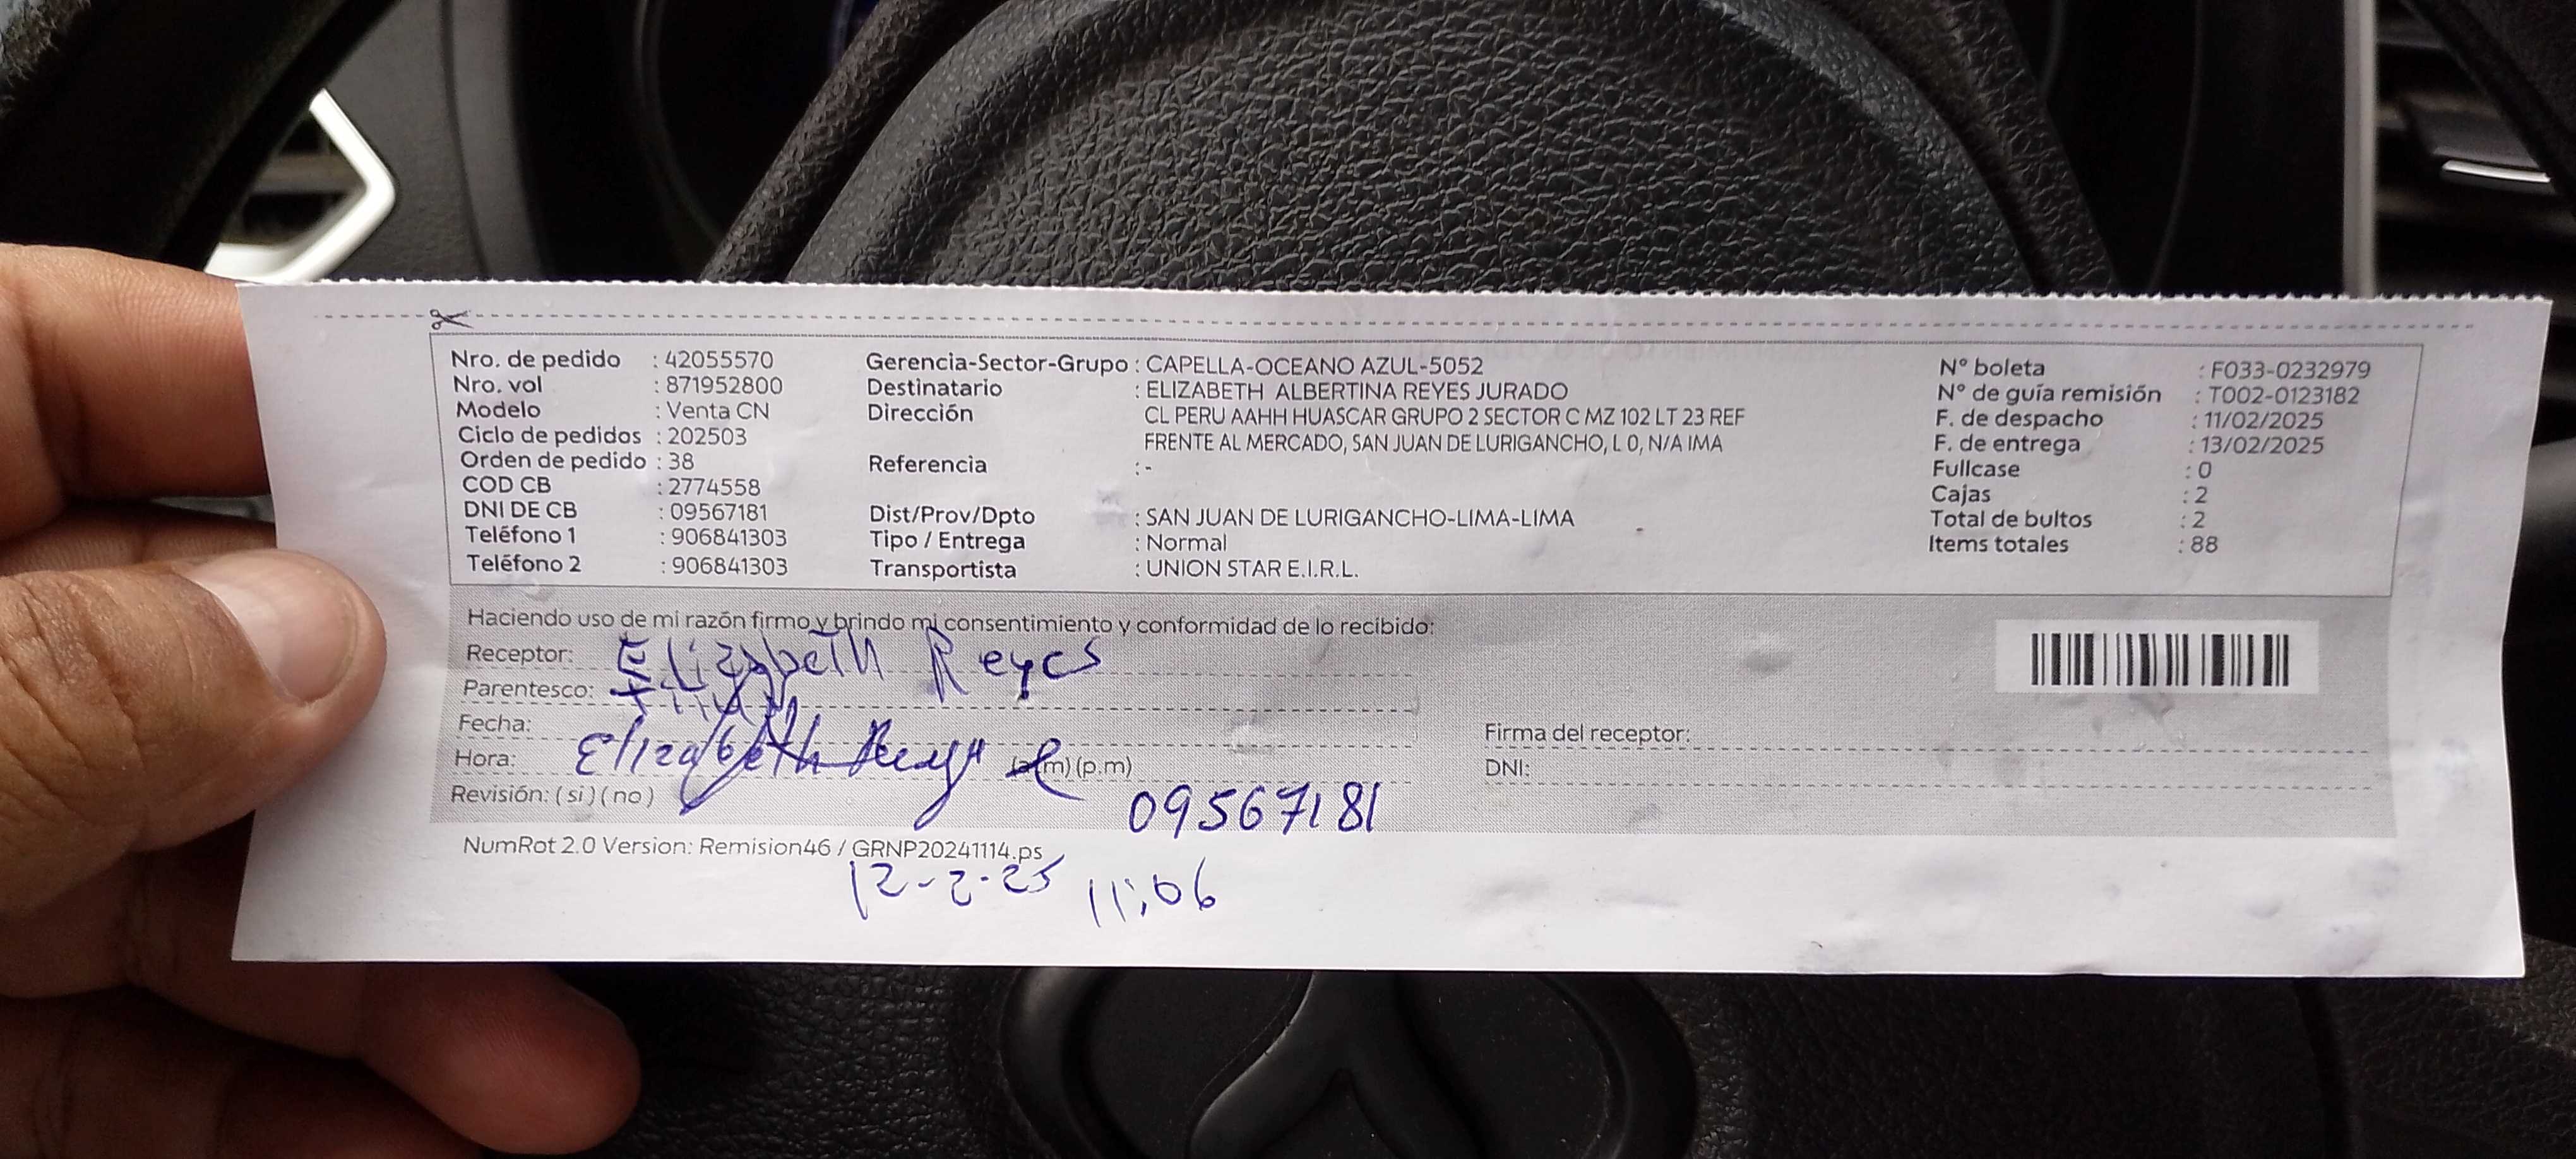 Nro. de pedido : 42055570
Nro. vol : 871952800
Modelo : Venta CN
Ciclo de pedidos : 202503
Orden de pedido : 38
COD CB : 2774558
DNI DE CB : 09567181
Teléfono 1 : 906841303
Teléfono 2 : 906841303
Gerencia-Sector-Grupo : CAPELLA-OCEANO AZUL-5052
Destinatario : ELIZABETH ALBERTINA REYES JURADO
Dirección CL PERU AAHH HUASCAR GRUPO 2 SECTOR C MZ 102 LT 23 REF
FRENTE AL MERCADO, SAN JUAN DE LURIGANCHO, L 0, N/A IMA
Referencia : -
Dist/Prov/Dpto : SAN JUAN DE LURIGANCHO-LIMA-LIMA
Tipo / Entrega : Normal
Transportista : UNION STAR E.I.R.L.
N° boleta : F033-0232979
N° de guía remisión : T002-0123182
F. de despacho : 11/02/2025
F. de entrega : 13/02/2025
Fullcase : 0
Cajas : 2
Total de bultos : 2
Items totales : 88
Haciendo uso de mi razón firmo y brindo mi consentimiento y conformidad de lo recibido:
Receptor: Elizabeth Reyes
Parentesco:
Fecha:
Hora: Elizabeth (a.m) (p.m)
Revisión: ( si ) ( no )
09567181
Firma del receptor:
DNI:
NumRot 2.0 Version: Remision46 / GRNP20241114.ps
12-2-25 11:06